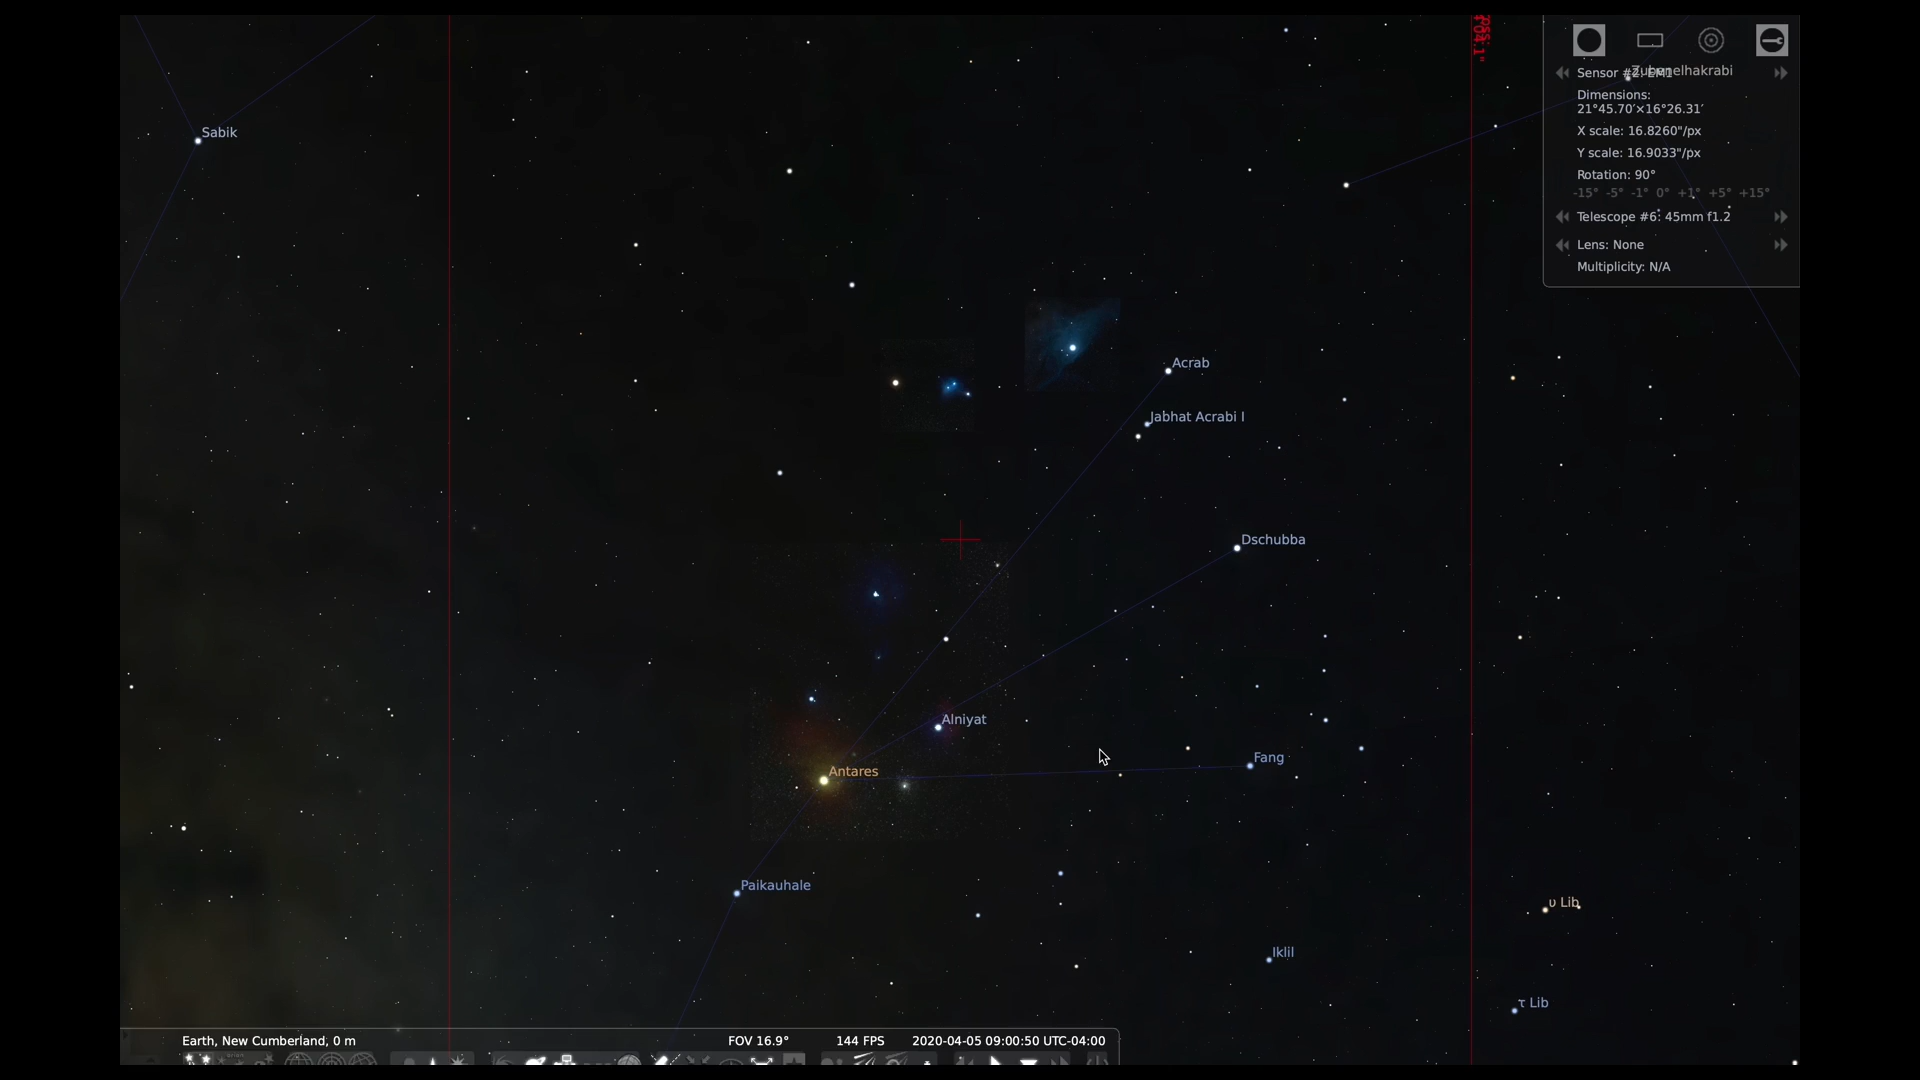 Sabik
Sensor #2: EM1
Zubenelhakrabi
Dimensions:
21°45.70′×16°26.31′
X scale: 16.8260"/px
Y scale: 16.9033"/px
Rotation: 90°
-15° -5° -1° 0° +1° +5° +15°
Telescope #6: 45mm f1.2
Lens: None
Multiplicity: N/A
Acrab
Jabhat Acrabi I
Dschubba
Alniyat
Fang
Antares
Paikauhale
υ Lib
Iklil
τ Lib
Earth, New Cumberland, 0 m
FOV 16.9°
144 FPS
2020-04-05 09:00:50 UTC-04:00